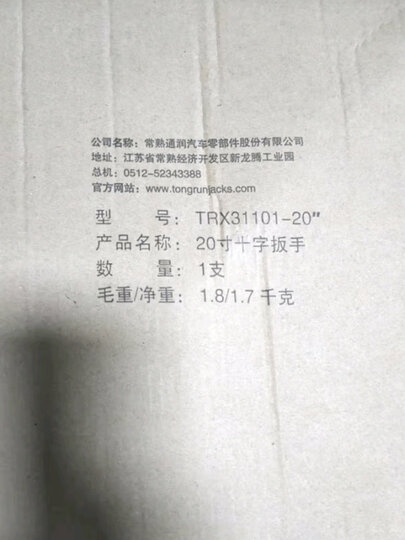 公司名称：常熟通润汽车零部件股份有限公司
地址：江苏省常熟经济开发区新龙腾工业园
总机：0512-52343388
官方网站：www.tongrunjacks.com
型 号：TRX31101-20"
产品名称：20寸十字扳手
数 量：1支
毛重/净重：1.8/1.7 千克